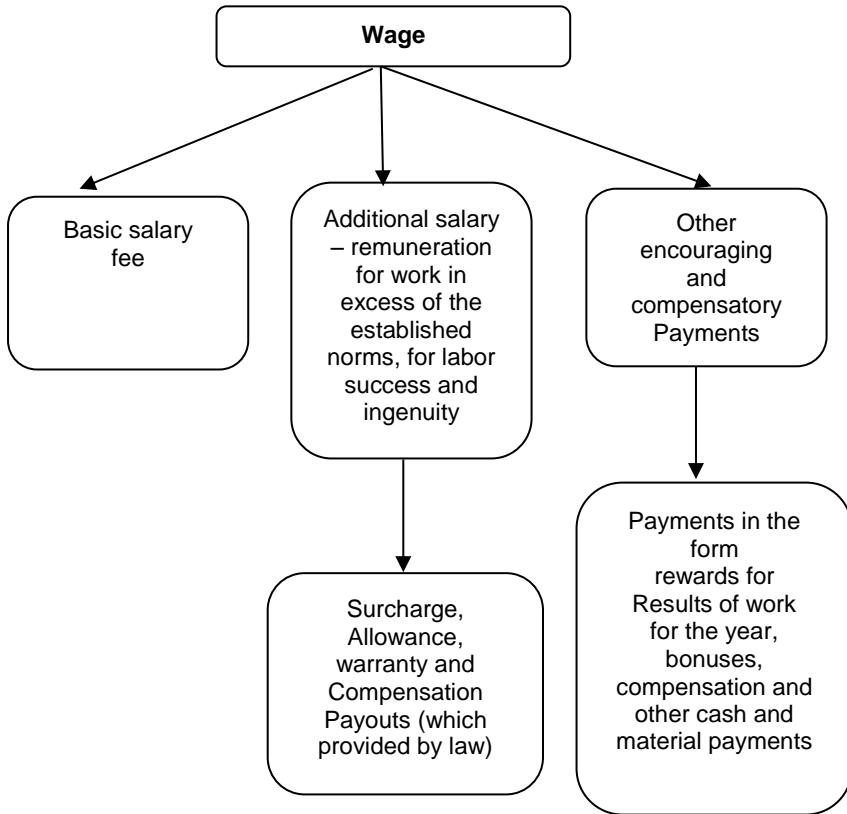 Wage
Basic salary
fee
Additional salary
– remuneration
for work in
excess of the
established
norms, for labor
success and
ingenuity
Other
encouraging
and
compensatory
Payments
Surcharge,
Allowance,
warranty and
Compensation
Payouts (which
provided by law)
Payments in the
form
rewards for
Results of work
for the year,
bonuses,
compensation and
other cash and
material payments